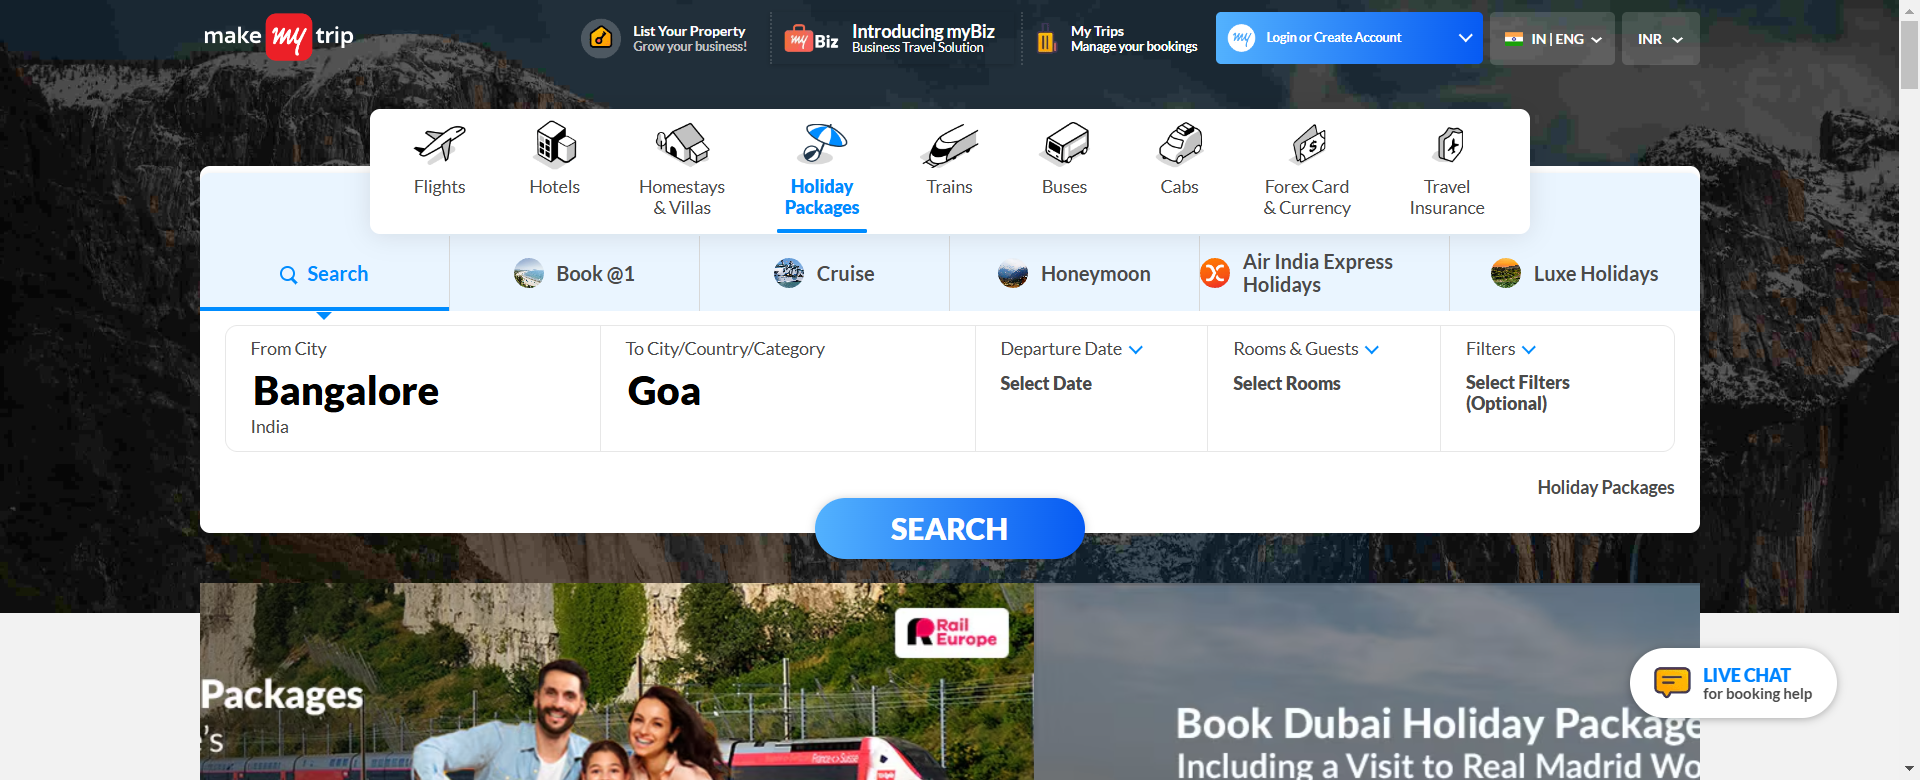 make my trip
List Your Property
Grow your business!
my Biz
Introducing myBiz
Business Travel Solution
My Trips
Manage your bookings
my
Login or Create Account
IN | ENG
INR
Flights
Hotels
Homestays
& Villas
Holiday
Packages
Trains
Buses
Cabs
Forex Card
& Currency
Travel
Insurance
Search
Book @1
Cruise
Honeymoon
Air India Express
Holidays
Luxe Holidays
From City
Bangalore
India
To City/Country/Category
Goa
Departure Date
Select Date
Rooms & Guests
Select Rooms
Filters
Select Filters
(Optional)
Holiday Packages
SEARCH
Rail
Europe
Packages
e's
France-Suisse
LIVE CHAT
for booking help
Book Dubai Holiday Package
Including a Visit to Real Madrid Wo